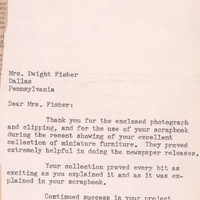 Mrs. Dwight Fisher
Dallas
Pennsylvania
Dear Mrs. Fisher:
Thank you for the enclosed photograph
and clipping, and for the use of your scrapbook
during the recent showing of your excellent
collection of miniature furniture. They proved
extremely helpful in doing the newspaper releases.
Your collection proved every bit as
exciting as you explained it and as it was ex-
plained in your scrapbook.
Continued success in your project